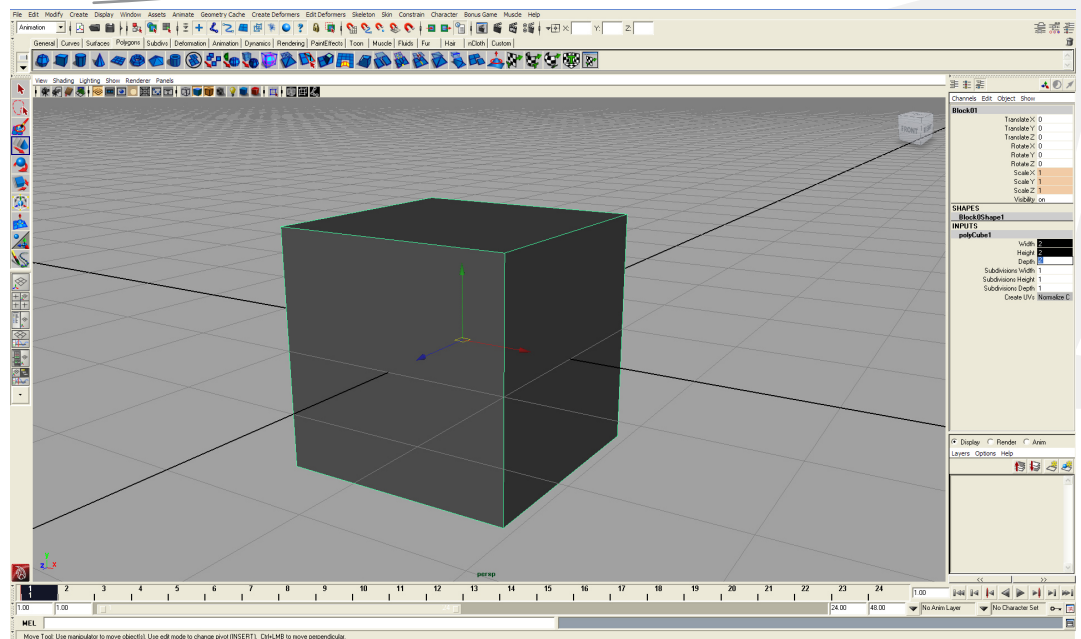 File Edit Modify Create Display Window Assets Animate Geometry Cache Create Deformers Edit Deformers Skeleton Skin Constrain Character Bonus Game Muscle Help
Animation X: Y: Z:
General Curves Surfaces Polygons Subdivs Deformation Animation Dynamics Rendering PaintEffects Toon Muscle Fluids Fur Hair nCloth Custom
View Shading Lighting Show Renderer Panels
Channels Edit Object Show
Block01
Translate X 0
Translate Y 0
Translate Z 0
Rotate X 0
Rotate Y 0
Rotate Z 0
Scale X 1
Scale Y 1
Scale Z 1
Visibility on
SHAPES
Block0Shape1
INPUTS
polyCube1
Width 2
Height 2
Depth 2
Subdivisions Width 1
Subdivisions Height 1
Subdivisions Depth 1
Create UVs Normalize C
FRONT
Display Render Anim
Layers Options Help
z x
persp
1 2 3 4 5 6 7 8 9 10 11 12 13 14 15 16 17 18 19 20 21 22 23 24 1.00
1
1.00 1.00 1 24.00 48.00 No Anim Layer No Character Set
MEL
Move Tool: Use manipulator to move object(s). Use edit mode to change pivot (INSERT). Ctrl+LMB to move perpendicular.